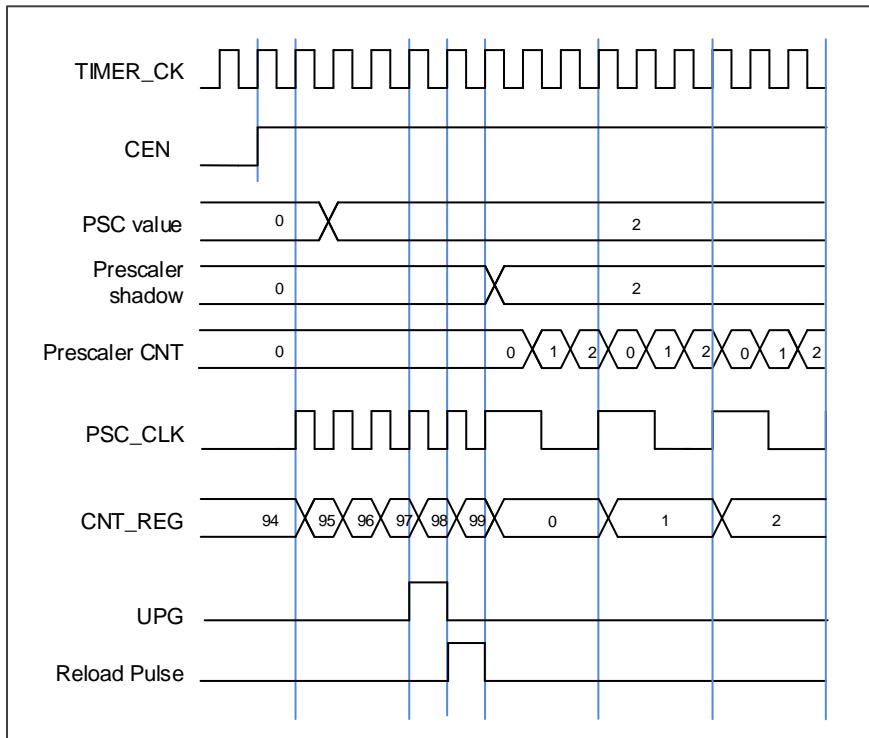 TIMER_CK
CEN
PSC value 0 2
Prescaler
shadow 0 2
Prescaler CNT 0 0 1 2 0 1 2 0 1 2
PSC_CLK
CNT_REG 94 95 96 97 98 99 0 1 2
UPG
Reload Pulse